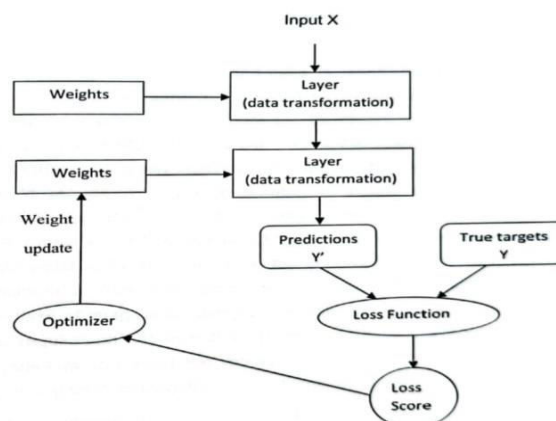 Input X
Layer
(data transformation)
Weights
Layer
(data transformation)
Weights
Weight
update
Predictions
Y'
True targets
Y
Optimizer
Loss Function
Loss
Score